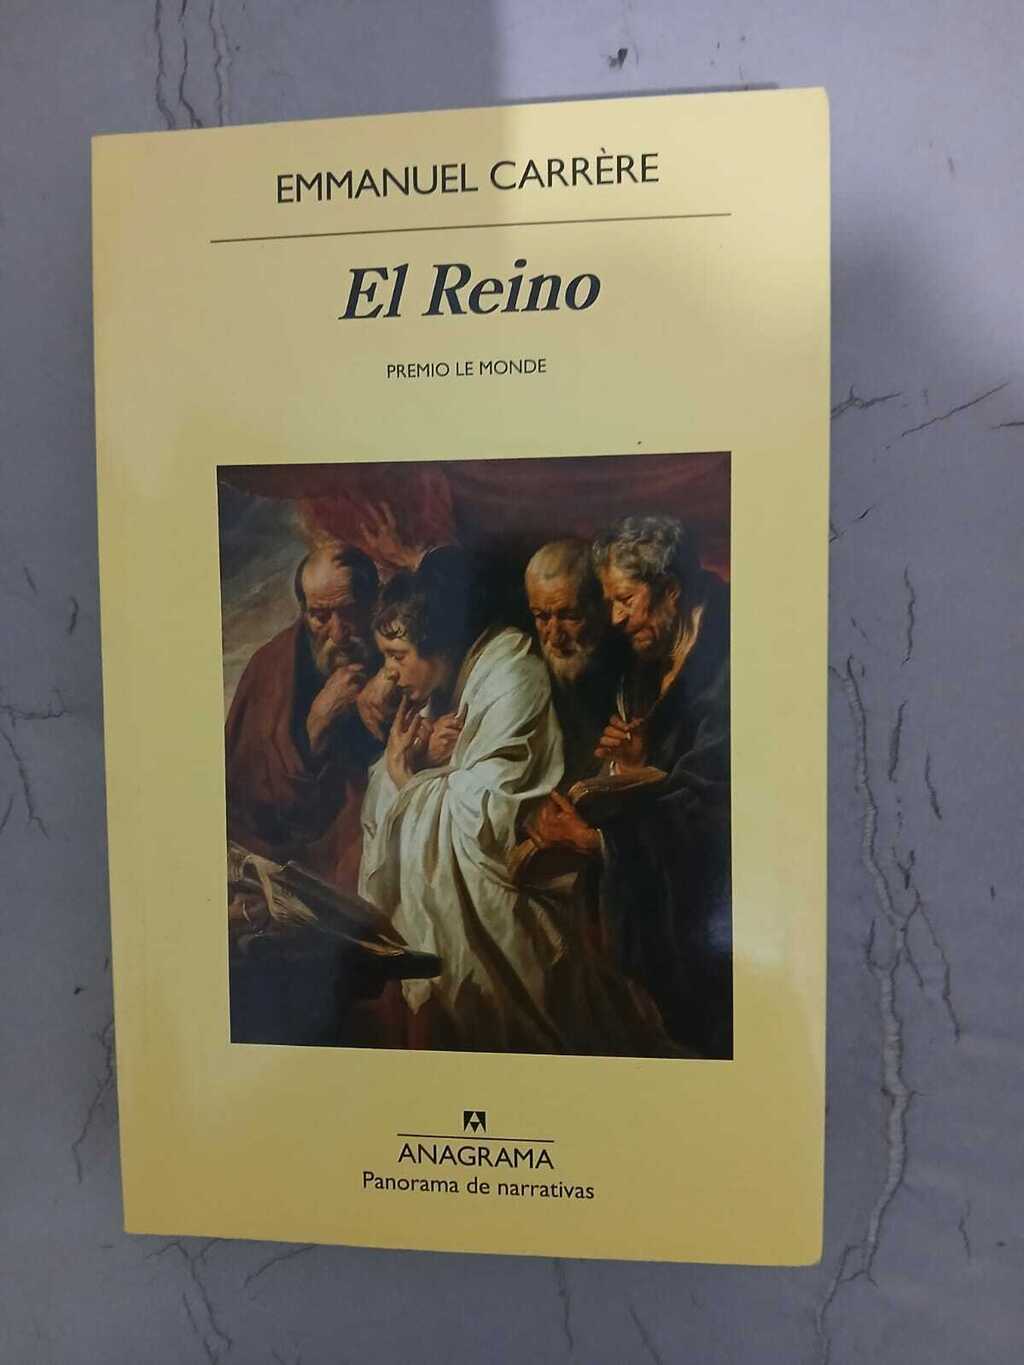 EMMANUEL CARRÈRE
El Reino
PREMIO LE MONDE
ANAGRAMA
Panorama de narrativas